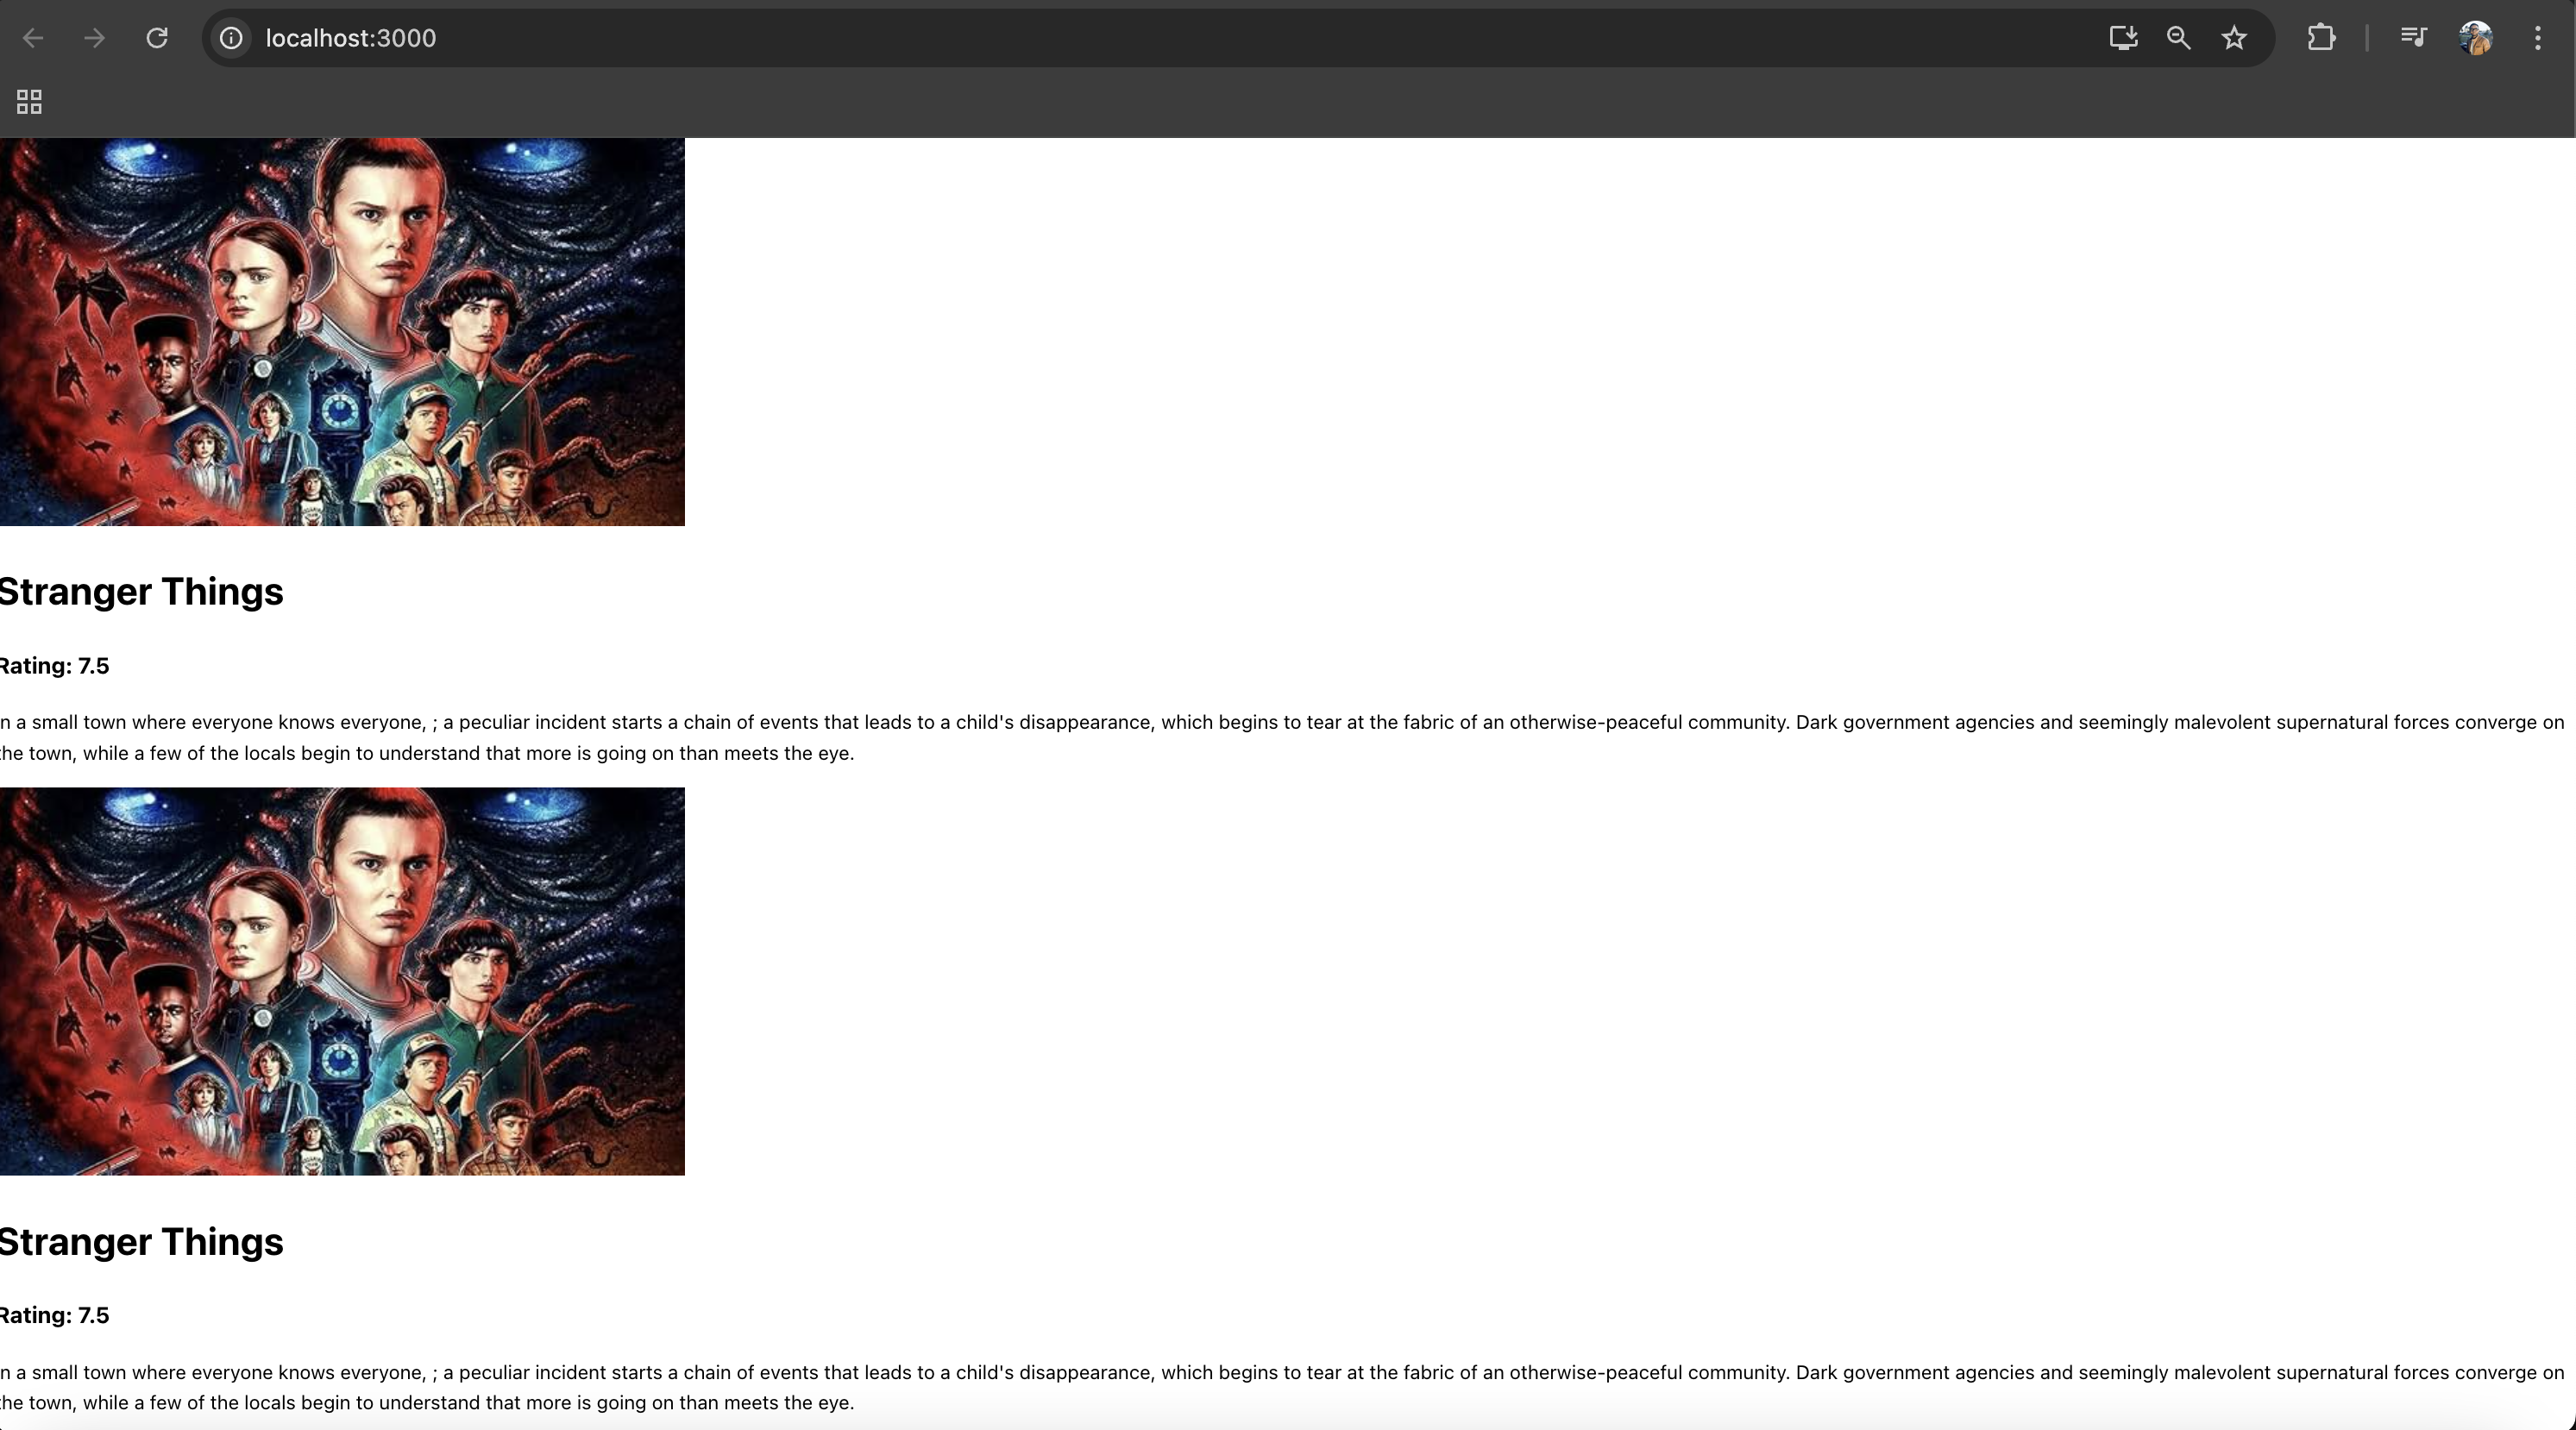 localhost:3000
Stranger Things
Rating: 7.5
n a small town where everyone knows everyone, ; a peculiar incident starts a chain of events that leads to a child's disappearance, which begins to tear at the fabric of an otherwise-peaceful community. Dark government agencies and seemingly malevolent supernatural forces converge on
the town, while a few of the locals begin to understand that more is going on than meets the eye.
Stranger Things
Rating: 7.5
n a small town where everyone knows everyone, ; a peculiar incident starts a chain of events that leads to a child's disappearance, which begins to tear at the fabric of an otherwise-peaceful community. Dark government agencies and seemingly malevolent supernatural forces converge on
the town, while a few of the locals begin to understand that more is going on than meets the eye.